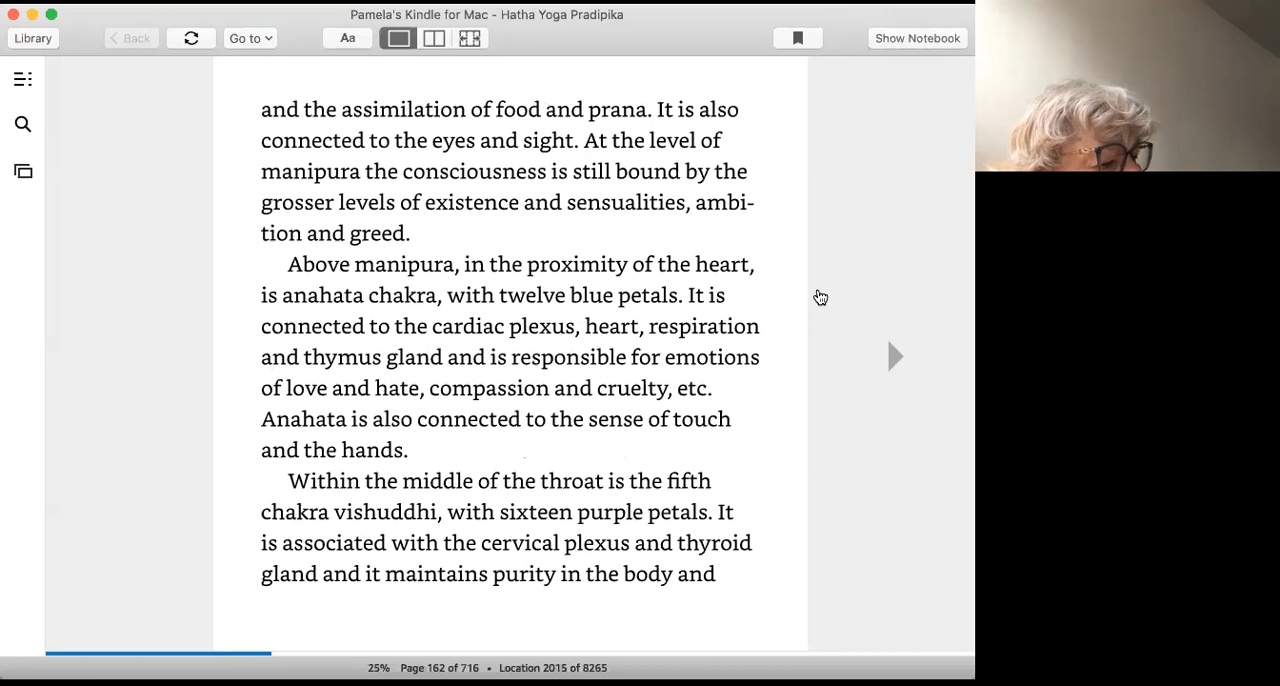 Pamela's Kindle for Mac - Hatha Yoga Pradipika
Library
Back
Go to
Aa
Show Notebook
and the assimilation of food and prana. It is also
connected to the eyes and sight. At the level of
manipura the consciousness is still bound by the
grosser levels of existence and sensualities, ambi-
tion and greed.
Above manipura, in the proximity of the heart,
is anahata chakra, with twelve blue petals. It is
connected to the cardiac plexus, heart, respiration
and thymus gland and is responsible for emotions
of love and hate, compassion and cruelty, etc.
Anahata is also connected to the sense of touch
and the hands.
Within the middle of the throat is the fifth
chakra vishuddhi, with sixteen purple petals. It
is associated with the cervical plexus and thyroid
gland and it maintains purity in the body and
25% Page 162 of 716 • Location 2015 of 8265